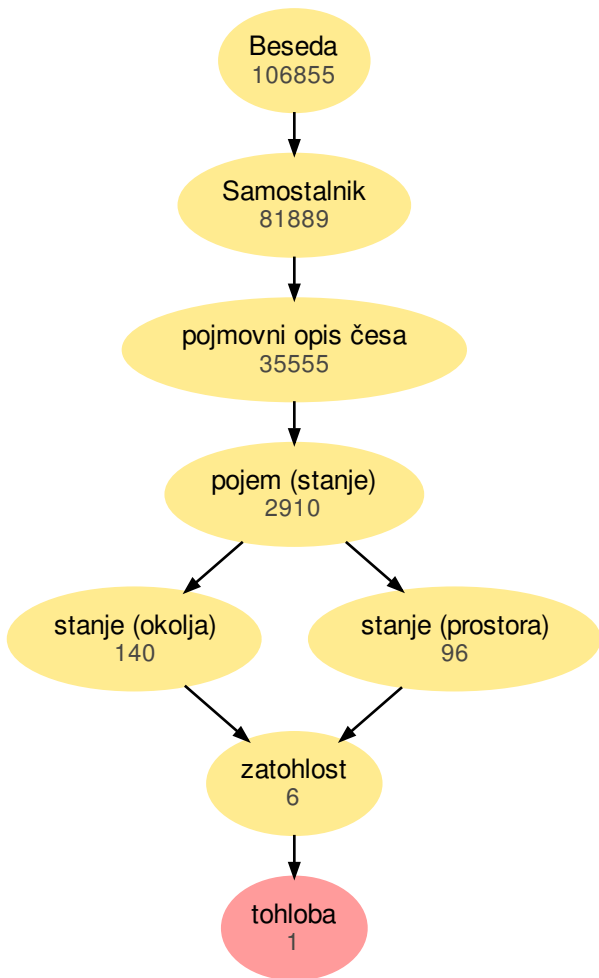 Beseda
106855
Samostalnik
81889
pojmovni opis česa
35555
pojem (stanje)
2910
stanje (okolja)
140
stanje (prostora)
96
zatohlost
6
tohloba
1